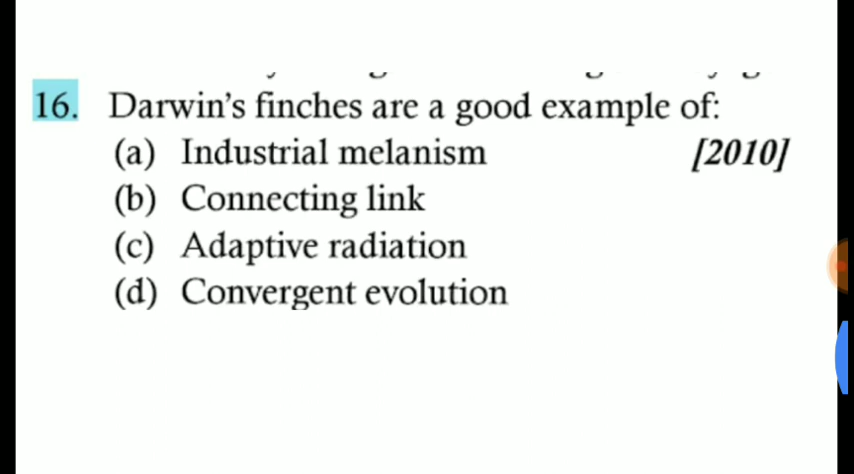 16. Darwin's finches are a good example of:
(a) Industrial melanism [2010]
(b) Connecting link
(c) Adaptive radiation
(d) Convergent evolution